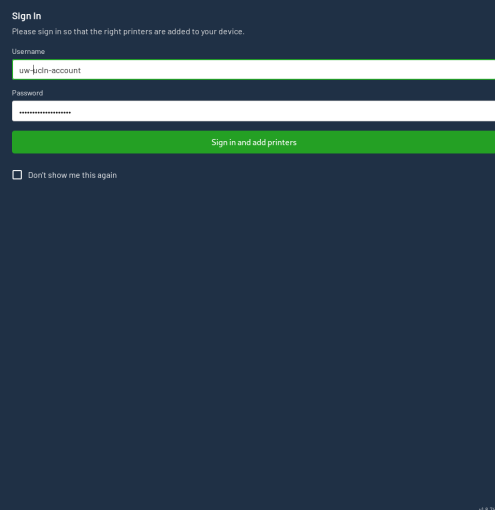 Sign In
Please sign in so that the right printers are added to your device.
Username
uw-ucln-account
Password
••••••••••••••••••••
Sign in and add printers
Don't show me this again